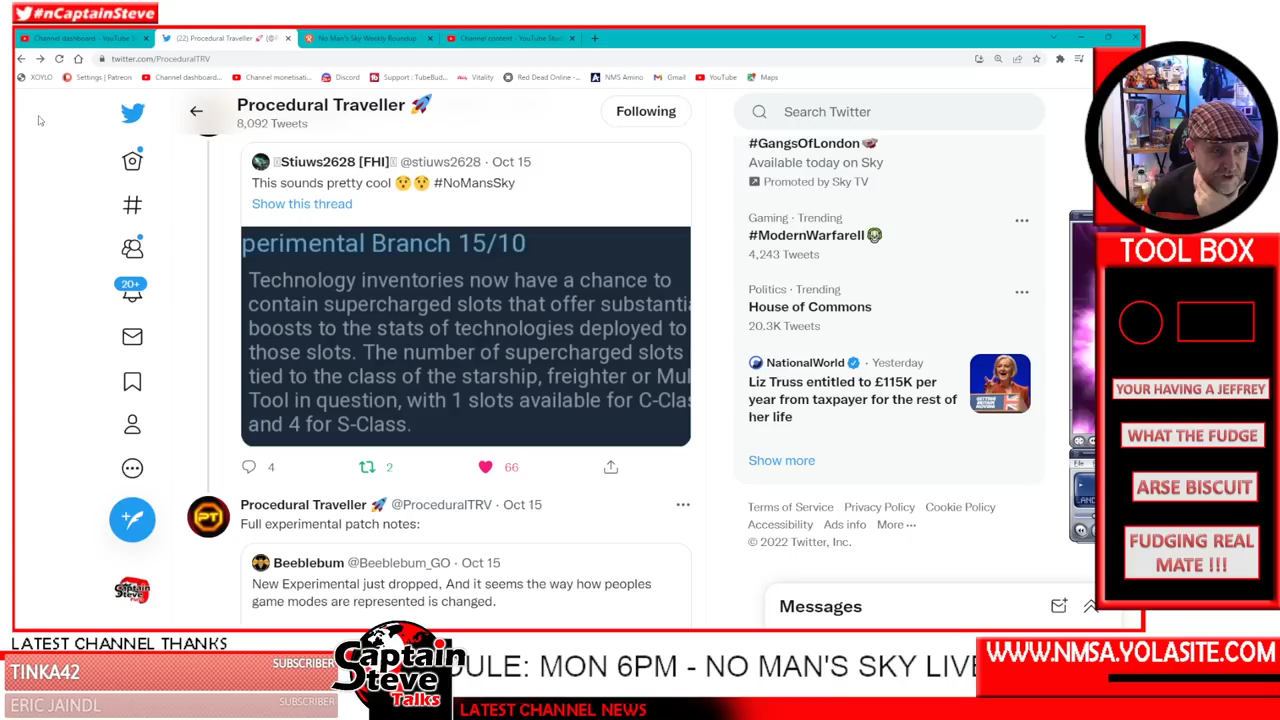 #nCaptainSteve
Channel dashboard - YouTube S
(22) Procedural Traveller
No Man's Sky Weekly Roundup
Channel content - YouTube Stud
twitter.com/ProceduralTRV
XOYLO
Settings | Patreon
Channel dashboard...
Channel monetisati...
Discord
Support : TubeBud...
Vitality
Red Dead Online -...
NMS Amino
Gmail
YouTube
Maps
Procedural Traveller 🚀
8,092 Tweets
Following
Search Twitter
Stiuws2628 [FHI] @stiuws2628 · Oct 15
This sounds pretty cool 😯😯 #NoMansSky
Show this thread
perimental Branch 15/10
Technology inventories now have a chance to
contain supercharged slots that offer substantia
boosts to the stats of technologies deployed to
those slots. The number of supercharged slots
tied to the class of the starship, freighter or Mul
Tool in question, with 1 slots available for C-Clas
and 4 for S-Class.
4
2
66
20+
Procedural Traveller 🚀 @ProceduralTRV · Oct 15
Full experimental patch notes:
Beeblebum @Beeblebum_GO · Oct 15
New Experimental just dropped, And it seems the way how peoples
game modes are represented is changed.
#GangsOfLondon
Available today on Sky
Promoted by Sky TV
Gaming · Trending
#ModernWarfareII
4,243 Tweets
Politics · Trending
House of Commons
20.3K Tweets
NationalWorld · Yesterday
Liz Truss entitled to £115K per
year from taxpayer for the rest of
her life
Show more
Terms of Service Privacy Policy Cookie Policy
Accessibility Ads info More ···
© 2022 Twitter, Inc.
Messages
File
TOOL BOX
YOUR HAVING A JEFFREY
WHAT THE FUDGE
ARSE BISCUIT
FUDGING REAL
MATE !!!
LATEST CHANNEL THANKS
TINKA42
SUBSCRIBER
ERIC JAINDL
SUBSCRIBER
Captain
Steve
Talks
DULE: MON 6PM - NO MAN'S SKY LIVE
LATEST CHANNEL NEWS
WWW.NMSA.YOLASITE.COM